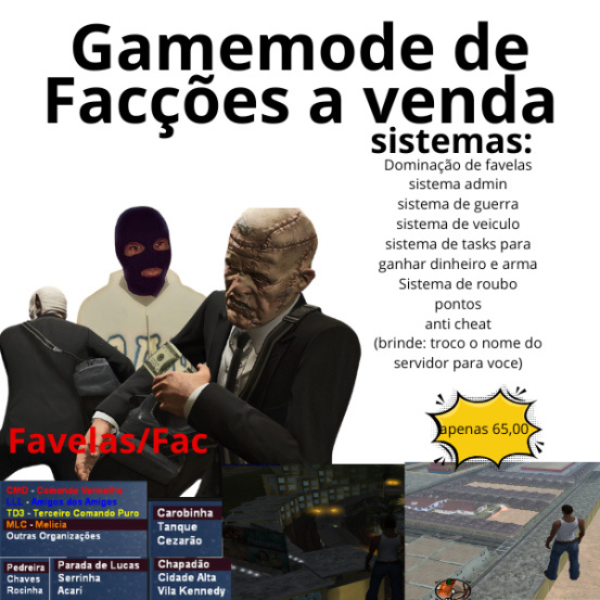 Gamemode de
Facções a venda
sistemas:
Dominação de favelas
sistema admin
sistema de guerra
sistema de veiculo
sistema de tasks para
ganhar dinheiro e arma
Sistema de roubo
pontos
anti cheat
(brinde: troco o nome do
servidor para voce)
apenas 65,00
Favelas/Fac
CMD - Comando Vermelho
Amigos dos Amigos
TD3 - Terceiro Comando Puro
MLC - Melicia
Outras Organizações
Carobinha
Tanque
Cezarão
Pedreira
Chaves
Rocinha
Parada de Lucas
Serrinha
Acari
Chapadão
Cidade Alta
Vila Kennedy